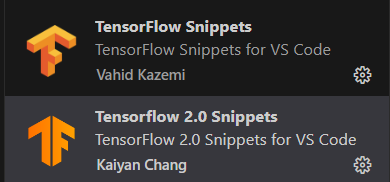 TensorFlow Snippets
TensorFlow Snippets for VS Code
Vahid Kazemi
Tensorflow 2.0 Snippets
TensorFlow 2.0 Snippets for VS Code
Kaiyan Chang